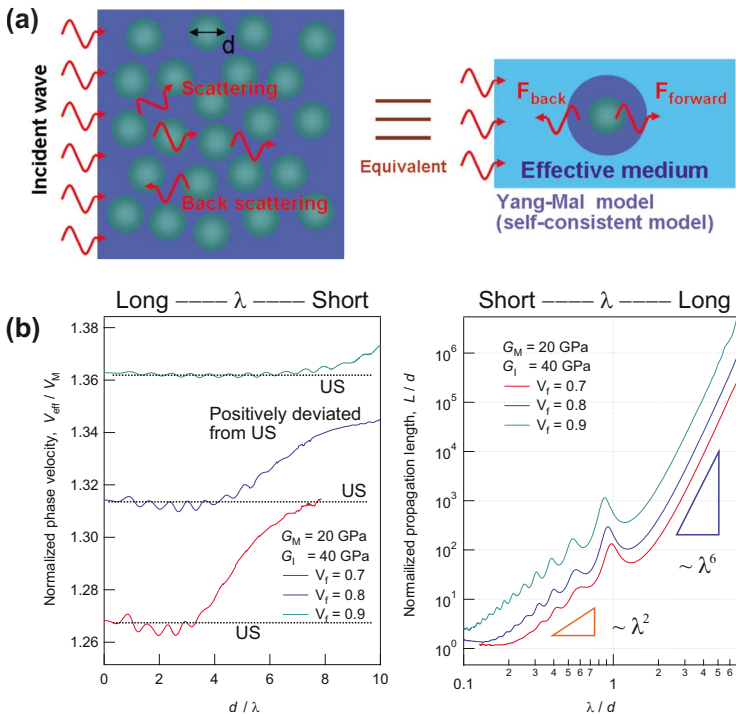 (a)
Incident wave
d
Scattering
Back scattering
Equivalent
F_back
F_forward
Effective medium
Yang-Mal model
(self-consistent model)
(b)
Long –––– λ –––– Short
1.38
1.36
1.34
1.32
1.30
1.28
1.26
Normalized phase velocity, V_eff / V_M
US
Positively deviated
from US
US
US
G_M = 20 GPa
G_I = 40 GPa
V_f = 0.7
V_f = 0.8
V_f = 0.9
0
2
4
6
8
10
d / λ
Short –––– λ –––– Long
10^6
10^5
10^4
10^3
10^2
10^1
10^0
Normailized propagation length, L / d
G_M = 20 GPa
G_I = 40 GPa
V_f = 0.7
V_f = 0.8
V_f = 0.9
~ λ^6
~ λ^2
0.1
2
3
4
5
6
7
1
2
3
4
5
6
λ / d